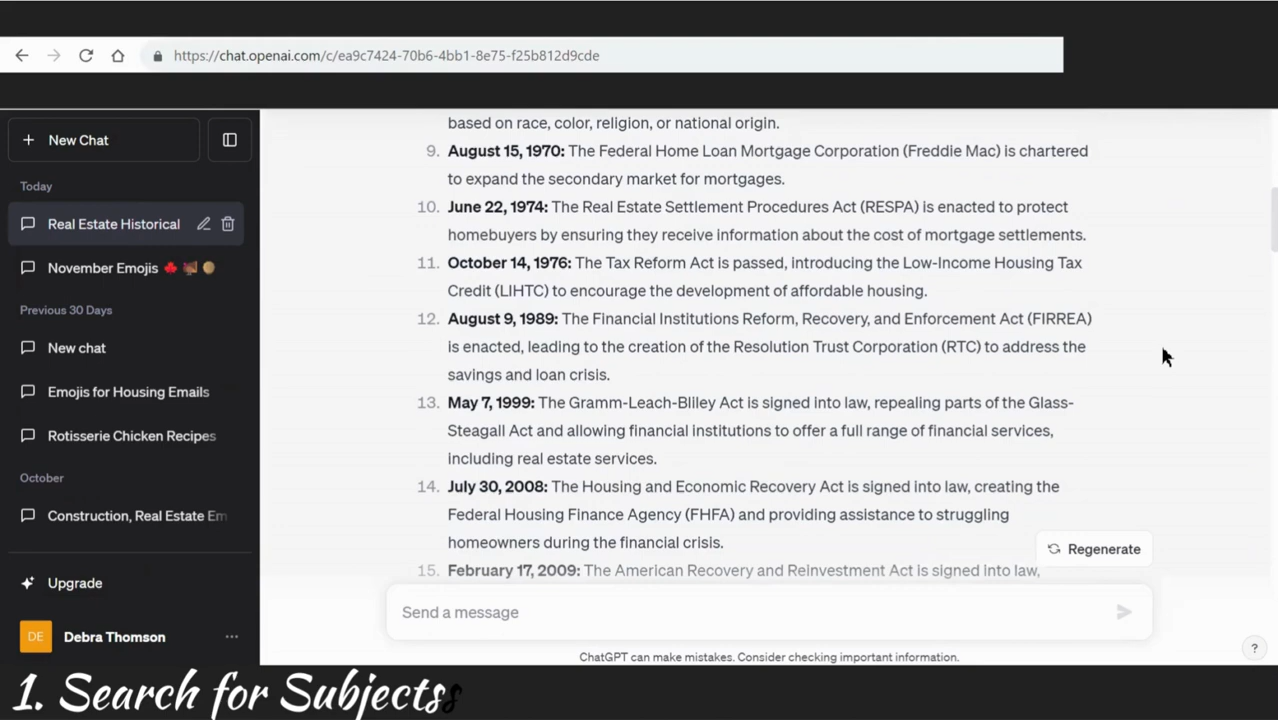 https://chat.openai.com/c/ea9c7424-70b6-4bb1-8e75-f25b812d9cde
New Chat
Today
Real Estate Historical
November Emojis 🍁 🦃 🌕
Previous 30 Days
New chat
Emojis for Housing Emails
Rotisserie Chicken Recipes
October
Construction, Real Estate Em
Upgrade
DE Debra Thomson
based on race, color, religion, or national origin.
9. August 15, 1970: The Federal Home Loan Mortgage Corporation (Freddie Mac) is chartered
to expand the secondary market for mortgages.
10. June 22, 1974: The Real Estate Settlement Procedures Act (RESPA) is enacted to protect
homebuyers by ensuring they receive information about the cost of mortgage settlements.
11. October 14, 1976: The Tax Reform Act is passed, introducing the Low-Income Housing Tax
Credit (LIHTC) to encourage the development of affordable housing.
12. August 9, 1989: The Financial Institutions Reform, Recovery, and Enforcement Act (FIRREA)
is enacted, leading to the creation of the Resolution Trust Corporation (RTC) to address the
savings and loan crisis.
13. May 7, 1999: The Gramm-Leach-Bliley Act is signed into law, repealing parts of the Glass-
Steagall Act and allowing financial institutions to offer a full range of financial services,
including real estate services.
14. July 30, 2008: The Housing and Economic Recovery Act is signed into law, creating the
Federal Housing Finance Agency (FHFA) and providing assistance to struggling
homeowners during the financial crisis.
15. February 17, 2009: The American Recovery and Reinvestment Act is signed into law,
Regenerate
Send a message
ChatGPT can make mistakes. Consider checking important information.
?
1. Search for Subjects